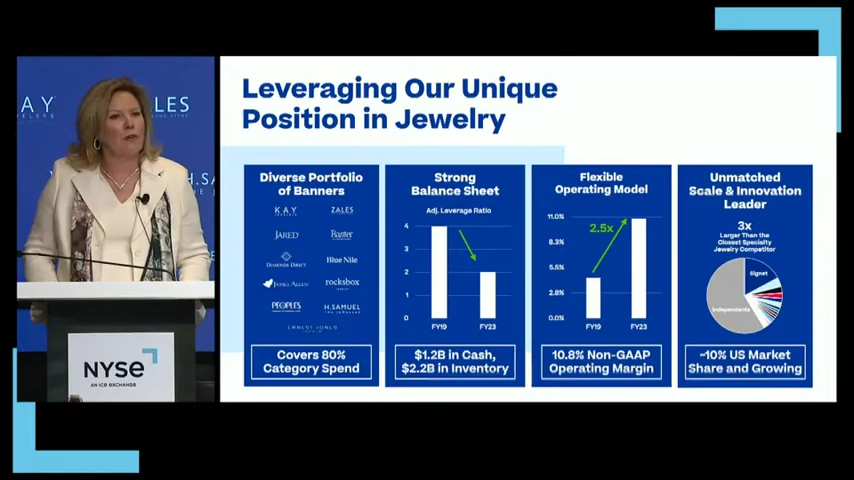 AY
LES
H.SA
NYSE
AN ICE EXCHANGE
Leveraging Our Unique
Position in Jewelry
Diverse Portfolio
of Banners
KAY
ZALES
JARED
Banter
DIAMONDS DIRECT
Blue Nile
JAMES ALLEN
rocksbox
PEOPLES
H.SAMUEL
ERNEST JONES
Covers 80%
Category Spend
Strong
Balance Sheet
Adj. Leverage Ratio
4
3
2
1
0
FY19
FY23
$1.2B in Cash,
$2.2B in Inventory
Flexible
Operating Model
11.0%
8.3%
5.5%
2.8%
0.0%
2.5x
FY19
FY23
10.8% Non-GAAP
Operating Margin
Unmatched
Scale & Innovation
Leader
3x
Larger Than the
Closest Specialty
Jewelry Competitor
Signet
Independents
~10% US Market
Share and Growing